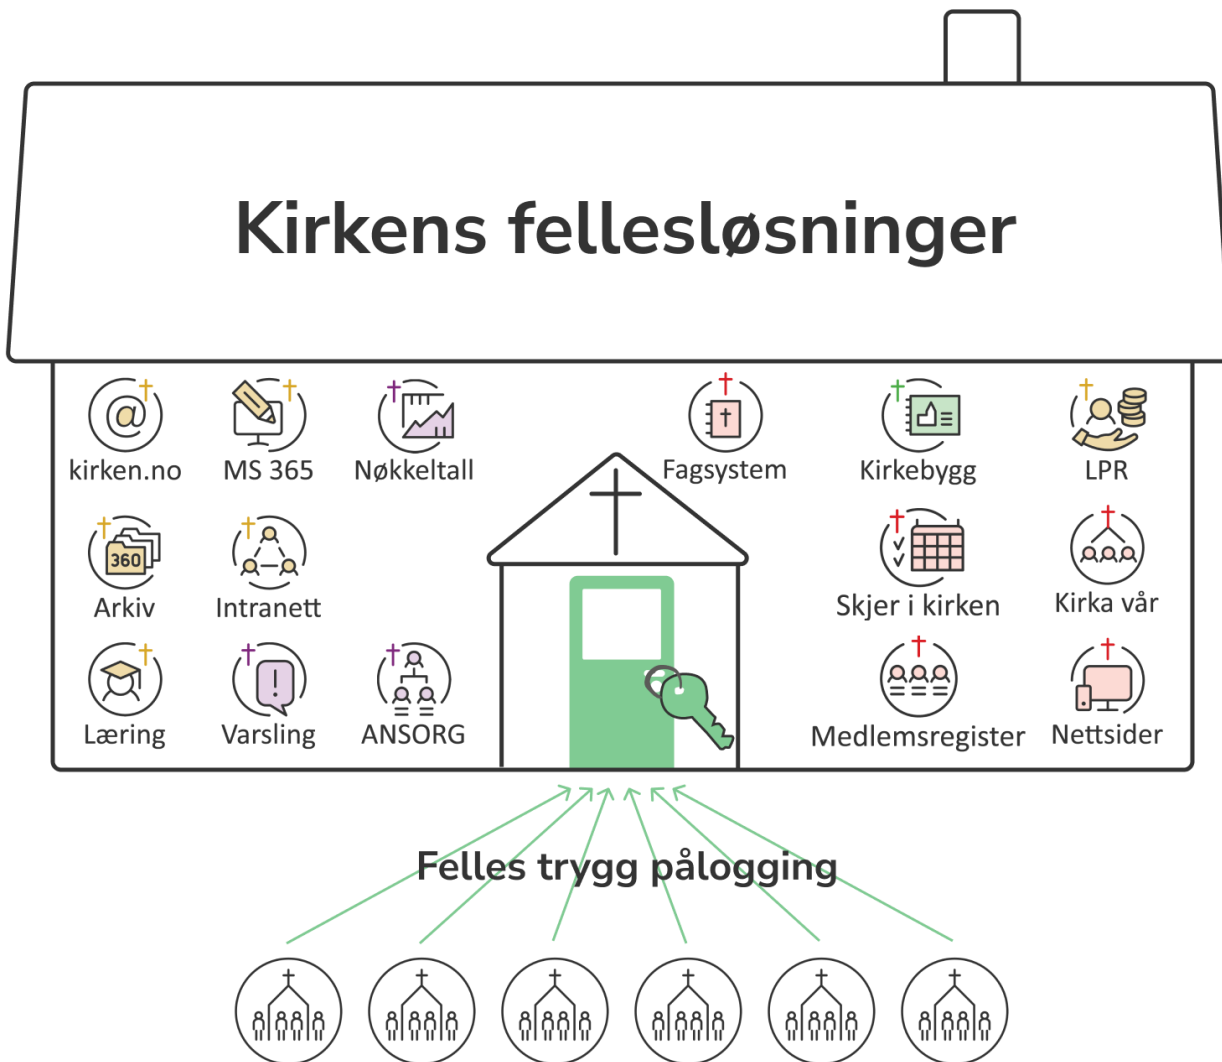 Kirkens fellesløsninger
kirken.no
MS 365
Nøkkeltall
Fagsystem
Kirkebygg
LPR
@
360
Arkiv
Intranett
Skjer i kirken
Kirka vår
!
Læring
Varsling
ANSORG
Medlemsregister
Nettsider
Felles trygg pålogging